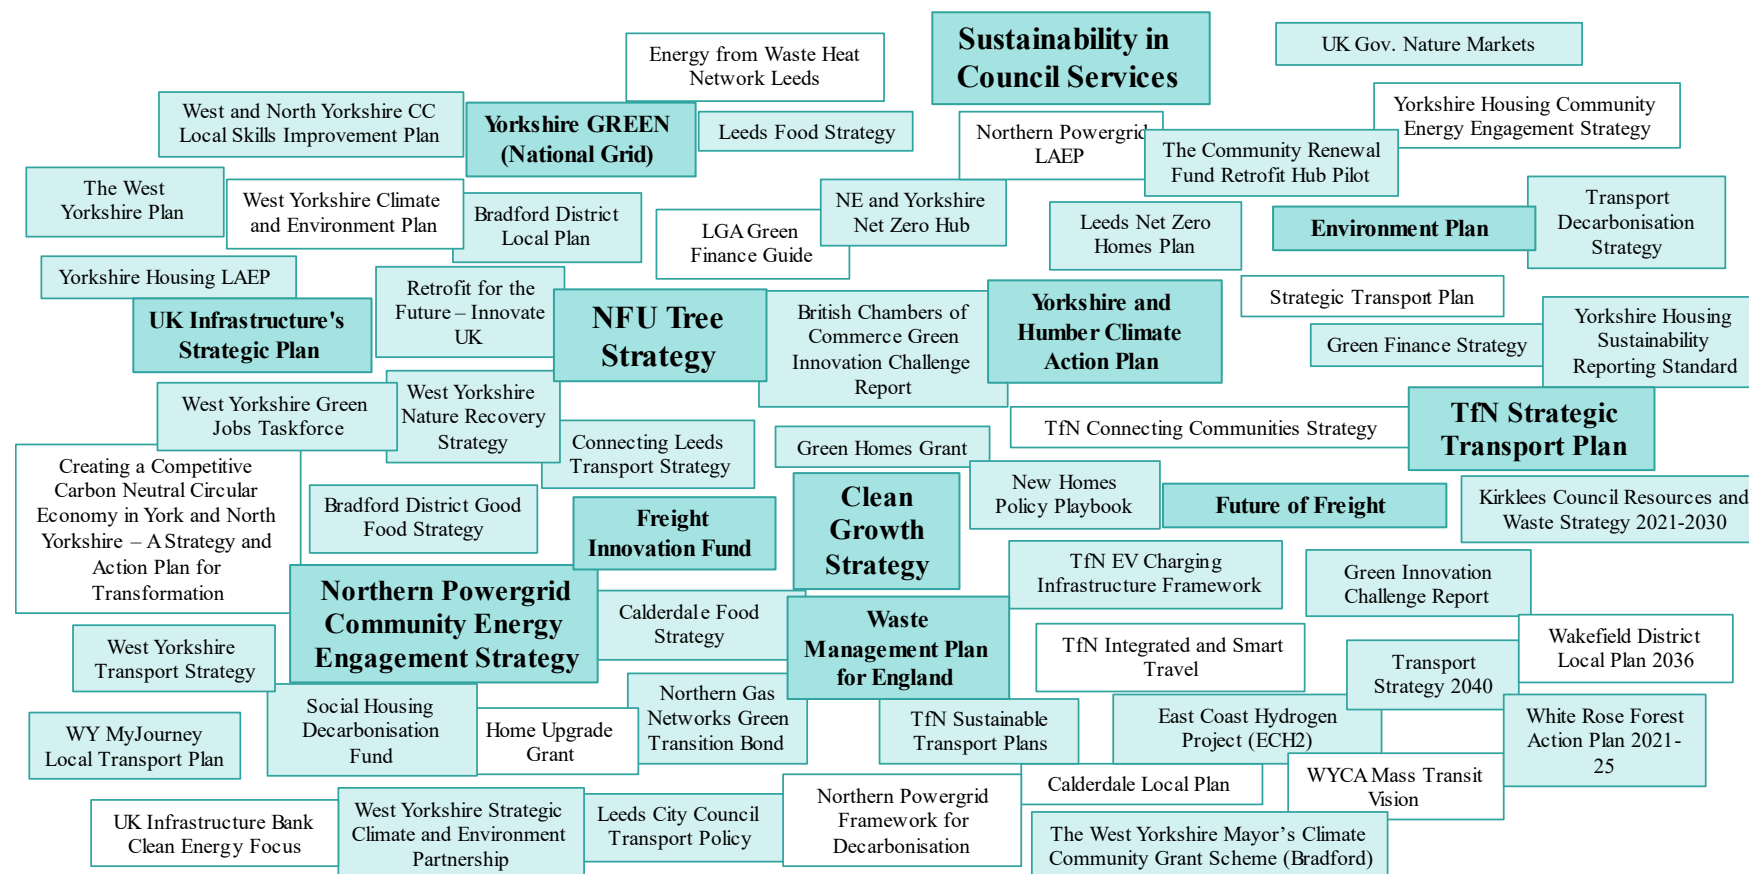 Sustainability in
Council Services
UK Gov. Nature Markets
Energy from Waste Heat
Network Leeds
West and North Yorkshire CC
Local Skills Improvement Plan
Yorkshire GREEN
(National Grid)
Leeds Food Strategy
Northern Powergrid
LAEP
Yorkshire Housing Community
Energy Engagement Strategy
The Community Renewal
Fund Retrofit Hub Pilot
The West
Yorkshire Plan
West Yorkshire Climate
and Environment Plan
Bradford District
Local Plan
LGA Green
Finance Guide
NE and Yorkshire
Net Zero Hub
Leeds Net Zero
Homes Plan
Environment Plan
Transport
Decarbonisation
Strategy
Yorkshire Housing LAEP
UK Infrastructure's
Strategic Plan
Retrofit for the
Future – Innovate
UK
NFU Tree
Strategy
British Chambers of
Commerce Green
Innovation Challenge
Report
Yorkshire and
Humber Climate
Action Plan
Strategic Transport Plan
Green Finance Strategy
Yorkshire Housing
Sustainability
Reporting Standard
West Yorkshire Green
Jobs Taskforce
West Yorkshire
Nature Recovery
Strategy
Connecting Leeds
Transport Strategy
Green Homes Grant
TfN Connecting Communities Strategy
TfN Strategic
Transport Plan
Creating a Competitive
Carbon Neutral Circular
Economy in York and North
Yorkshire – A Strategy and
Action Plan for
Transformation
Bradford District Good
Food Strategy
Freight
Innovation Fund
Clean
Growth
Strategy
New Homes
Policy Playbook
Future of Freight
Kirklees Council Resources and
Waste Strategy 2021-2030
Northern Powergrid
Community Energy
Engagement Strategy
Calderdale Food
Strategy
Waste
Management Plan
for England
TfN EV Charging
Infrastructure Framework
Green Innovation
Challenge Report
West Yorkshire
Transport Strategy
TfN Integrated and Smart
Travel
Transport
Strategy 2040
Wakefield District
Local Plan 2036
WY MyJourney
Local Transport Plan
Social Housing
Decarbonisation
Fund
Home Upgrade
Grant
Northern Gas
Networks Green
Transition Bond
TfN Sustainable
Transport Plans
East Coast Hydrogen
Project (ECH2)
White Rose Forest
Action Plan 2021-
25
UK Infrastructure Bank
Clean Energy Focus
West Yorkshire Strategic
Climate and Environment
Partnership
Leeds City Council
Transport Policy
Northern Powergrid
Framework for
Decarbonisation
Calderdale Local Plan
WYCA Mass Transit
Vision
The West Yorkshire Mayor’s Climate
Community Grant Scheme (Bradford)